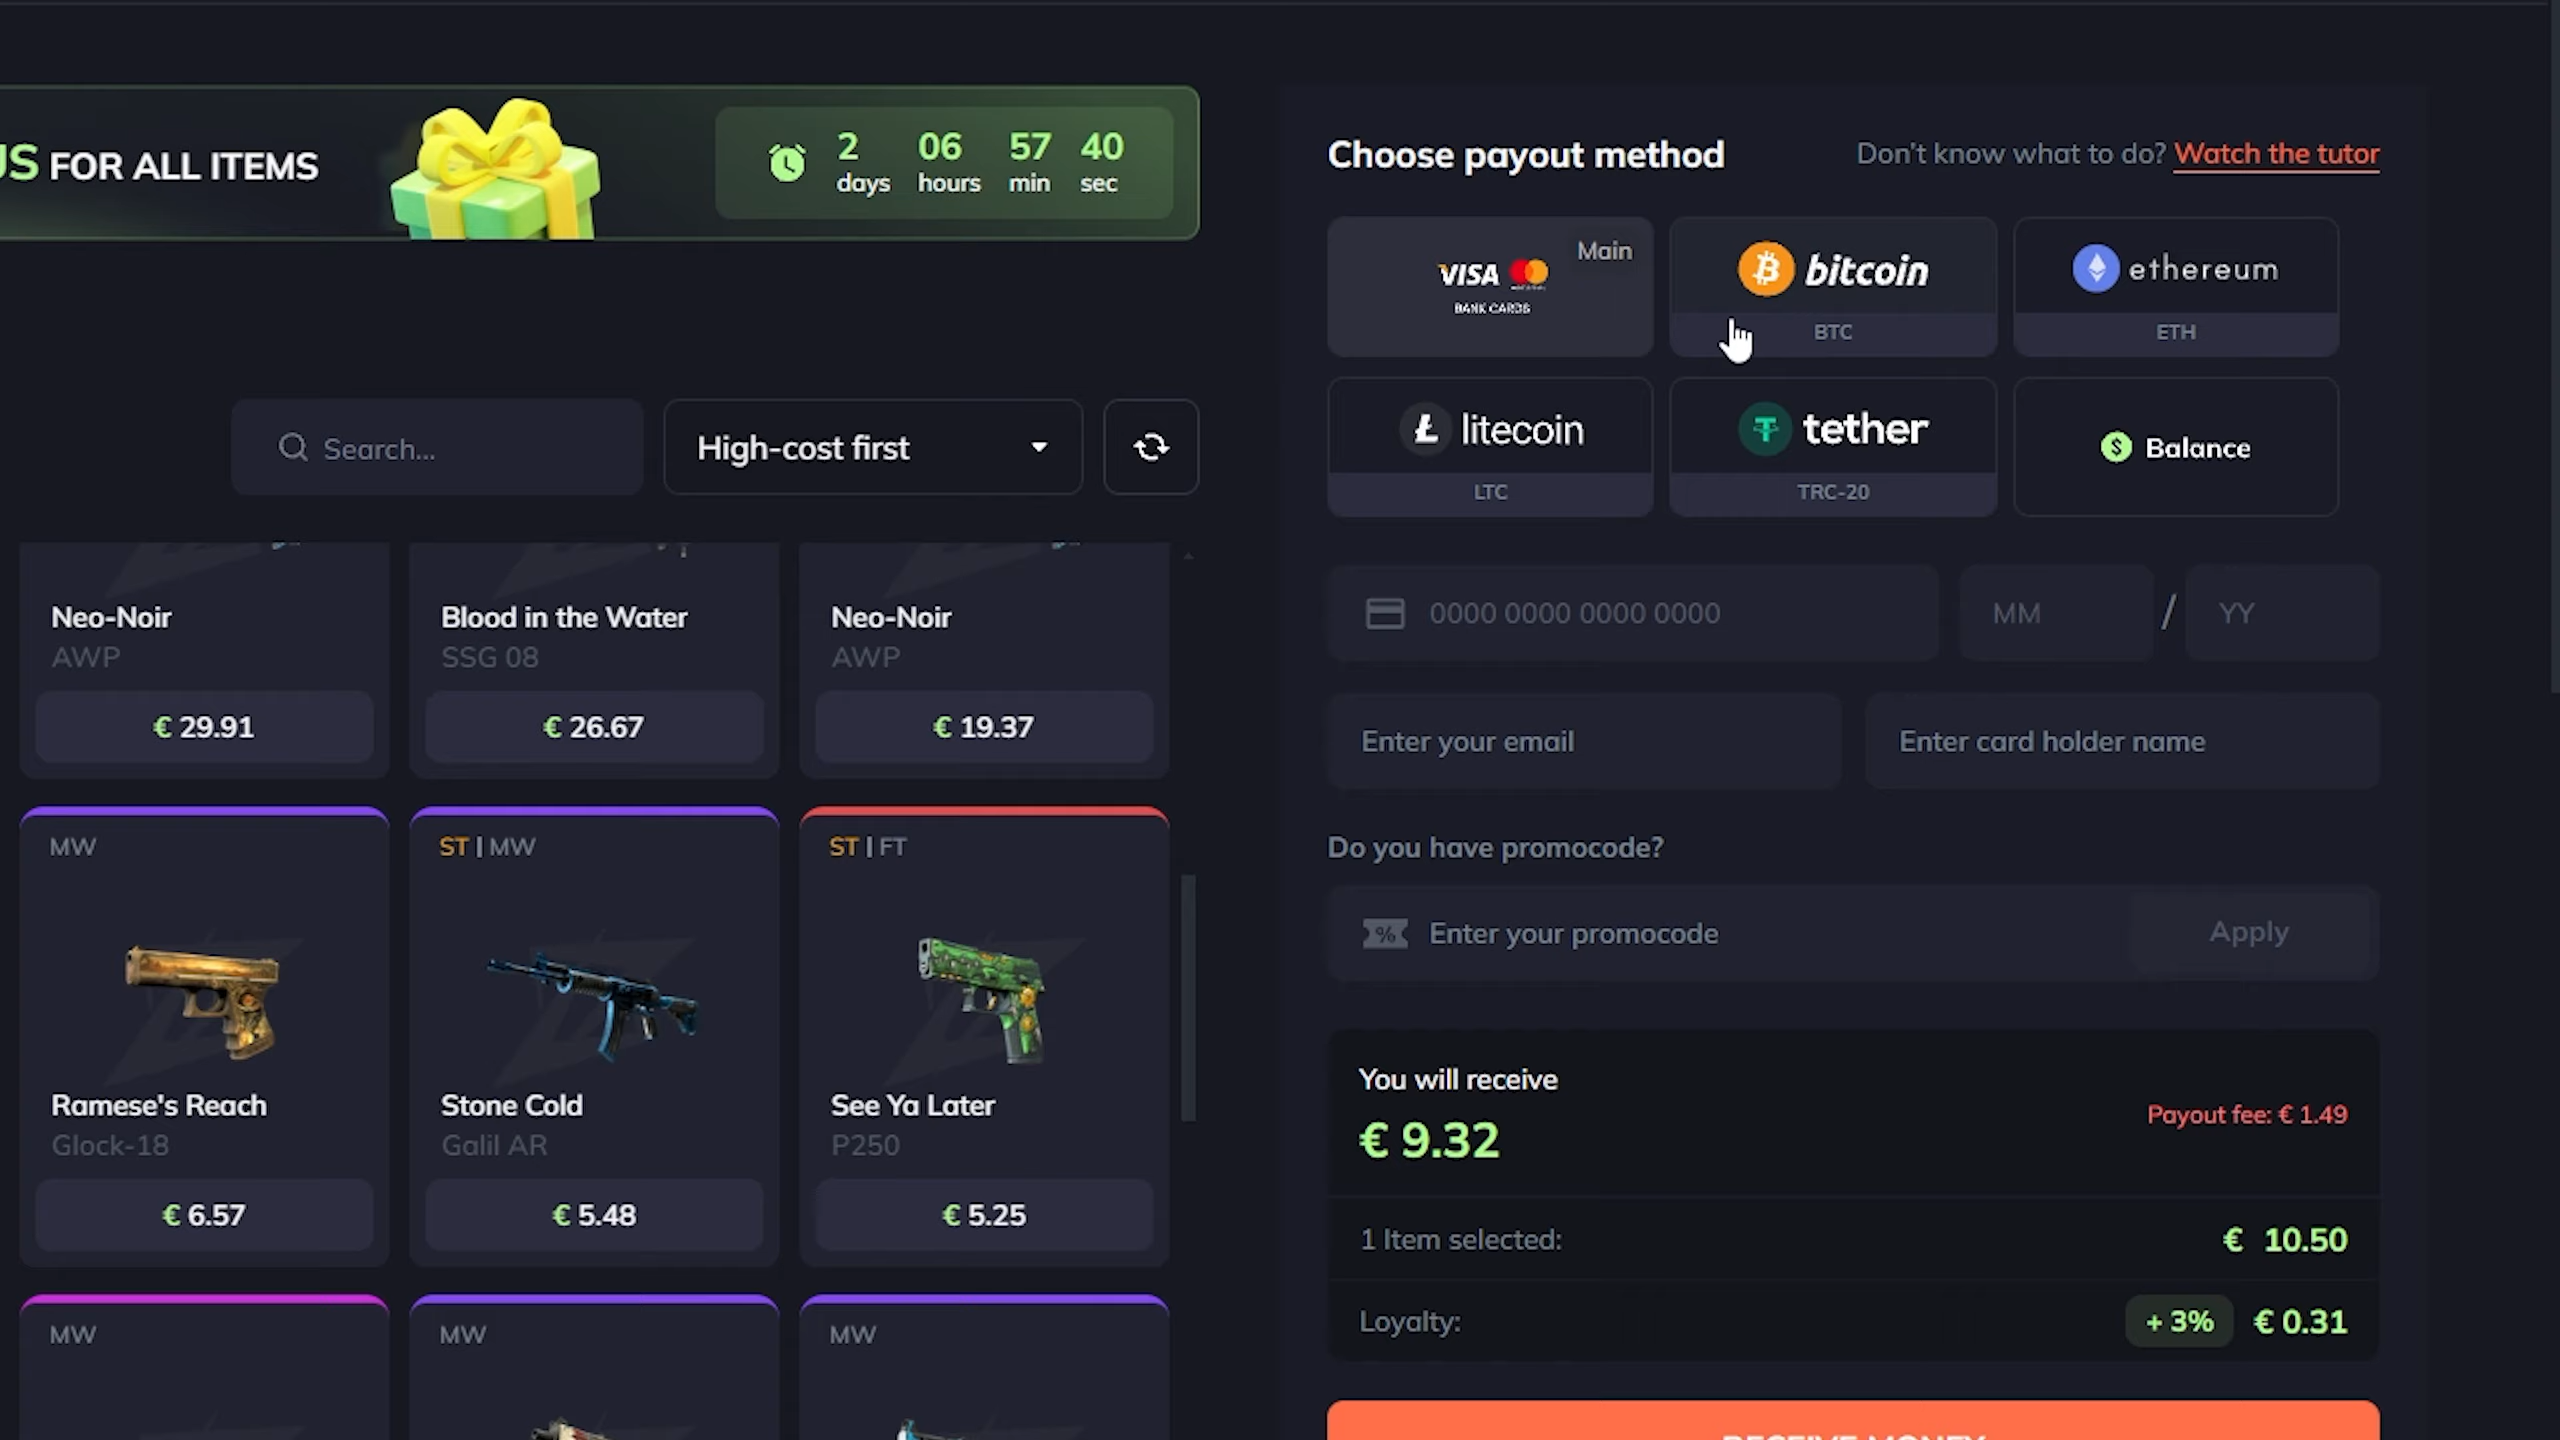 US FOR ALL ITEMS
2 days 06 hours 57 min 40 sec
Search...
High-cost first
Neo-Noir
AWP
€ 29.91
Blood in the Water
SSG 08
€ 26.67
Neo-Noir
AWP
€ 19.37
MW
Ramese's Reach
Glock-18
€ 6.57
ST | MW
Stone Cold
Galil AR
€ 5.48
ST | FT
See Ya Later
P250
€ 5.25
MW
MW
MW
Choose payout method
Don't know what to do? Watch the tutor
VISA
BANK CARDS
Main
bitcoin
BTC
ethereum
ETH
litecoin
LTC
tether
TRC-20
Balance
0000 0000 0000 0000
MM / YY
Enter your email
Enter card holder name
Do you have promocode?
% Enter your promocode
Apply
You will receive
€ 9.32
Payout fee: € 1.49
1 Item selected:
€ 10.50
Loyalty:
+ 3% € 0.31
RECEIVE MONEY